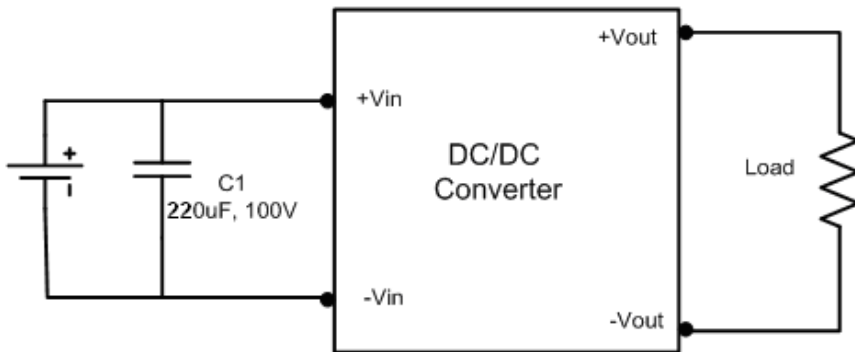 +Vout
+Vin
DC/DC
Converter
Load
+
-
C1
220uF, 100V
-Vin
-Vout